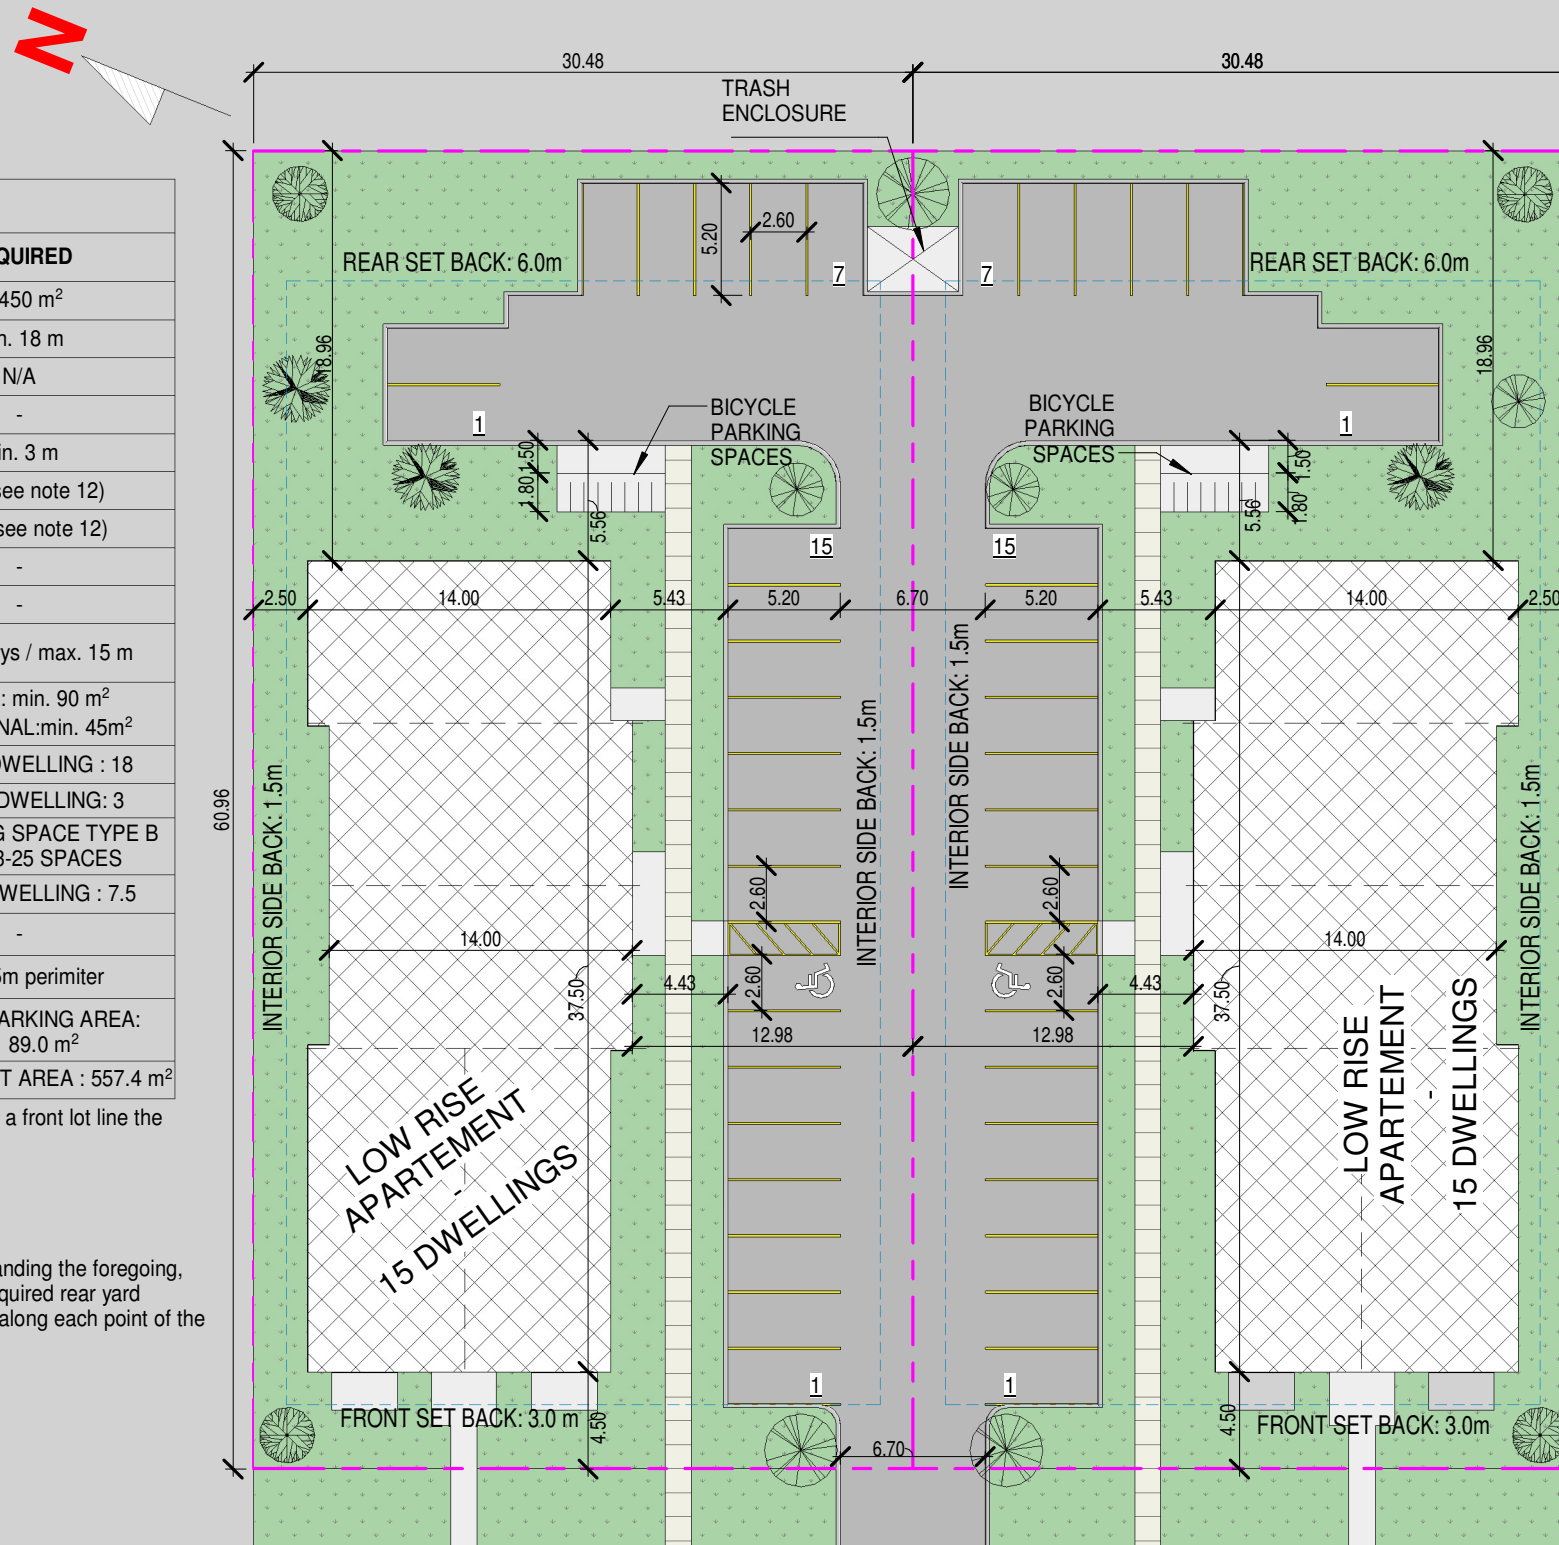 N
30.48
30.48
TRASH
ENCLOSURE
5.20
2.60
QUIRED
REAR SET BACK: 6.0m
7
7
REAR SET BACK: 6.0m
450 m²
n. 18 m
18.96
18.96
N/A
-
1
BICYCLE
PARKING
SPACES
BICYCLE
PARKING
SPACES
1
in. 3 m
1.50
1.50
see note 12)
1.80
1.80
see note 12)
5.56
5.56
15
15
-
-
2.50
14.00
5.43
5.20
6.70
5.20
5.43
14.00
2.50
ys / max. 15 m
: min. 90 m²
NAL:min. 45m²
DWELLING : 18
DWELLING: 3
G SPACE TYPE B
3-25 SPACES
WELLING : 7.5
-
5m perimiter
ARKING AREA:
89.0 m²
T AREA : 557.4 m²
a front lot line the
60.96
INTERIOR SIDE BACK: 1.5m
INTERIOR SIDE BACK: 1.5m
INTERIOR SIDE BACK: 1.5m
INTERIOR SIDE BACK: 1.5m
2.60
2.60
14.00
14.00
2.60
2.60
4.43
4.43
37.50
37.50
12.98
12.98
LOW RISE
APARTEMENT
-
15 DWELLINGS
LOW RISE
APARTEMENT
-
15 DWELLINGS
anding the foregoing,
quired rear yard
along each point of the
1
1
FRONT SET BACK: 3.0 m
4.50
4.50
FRONT SET BACK: 3.0m
6.70